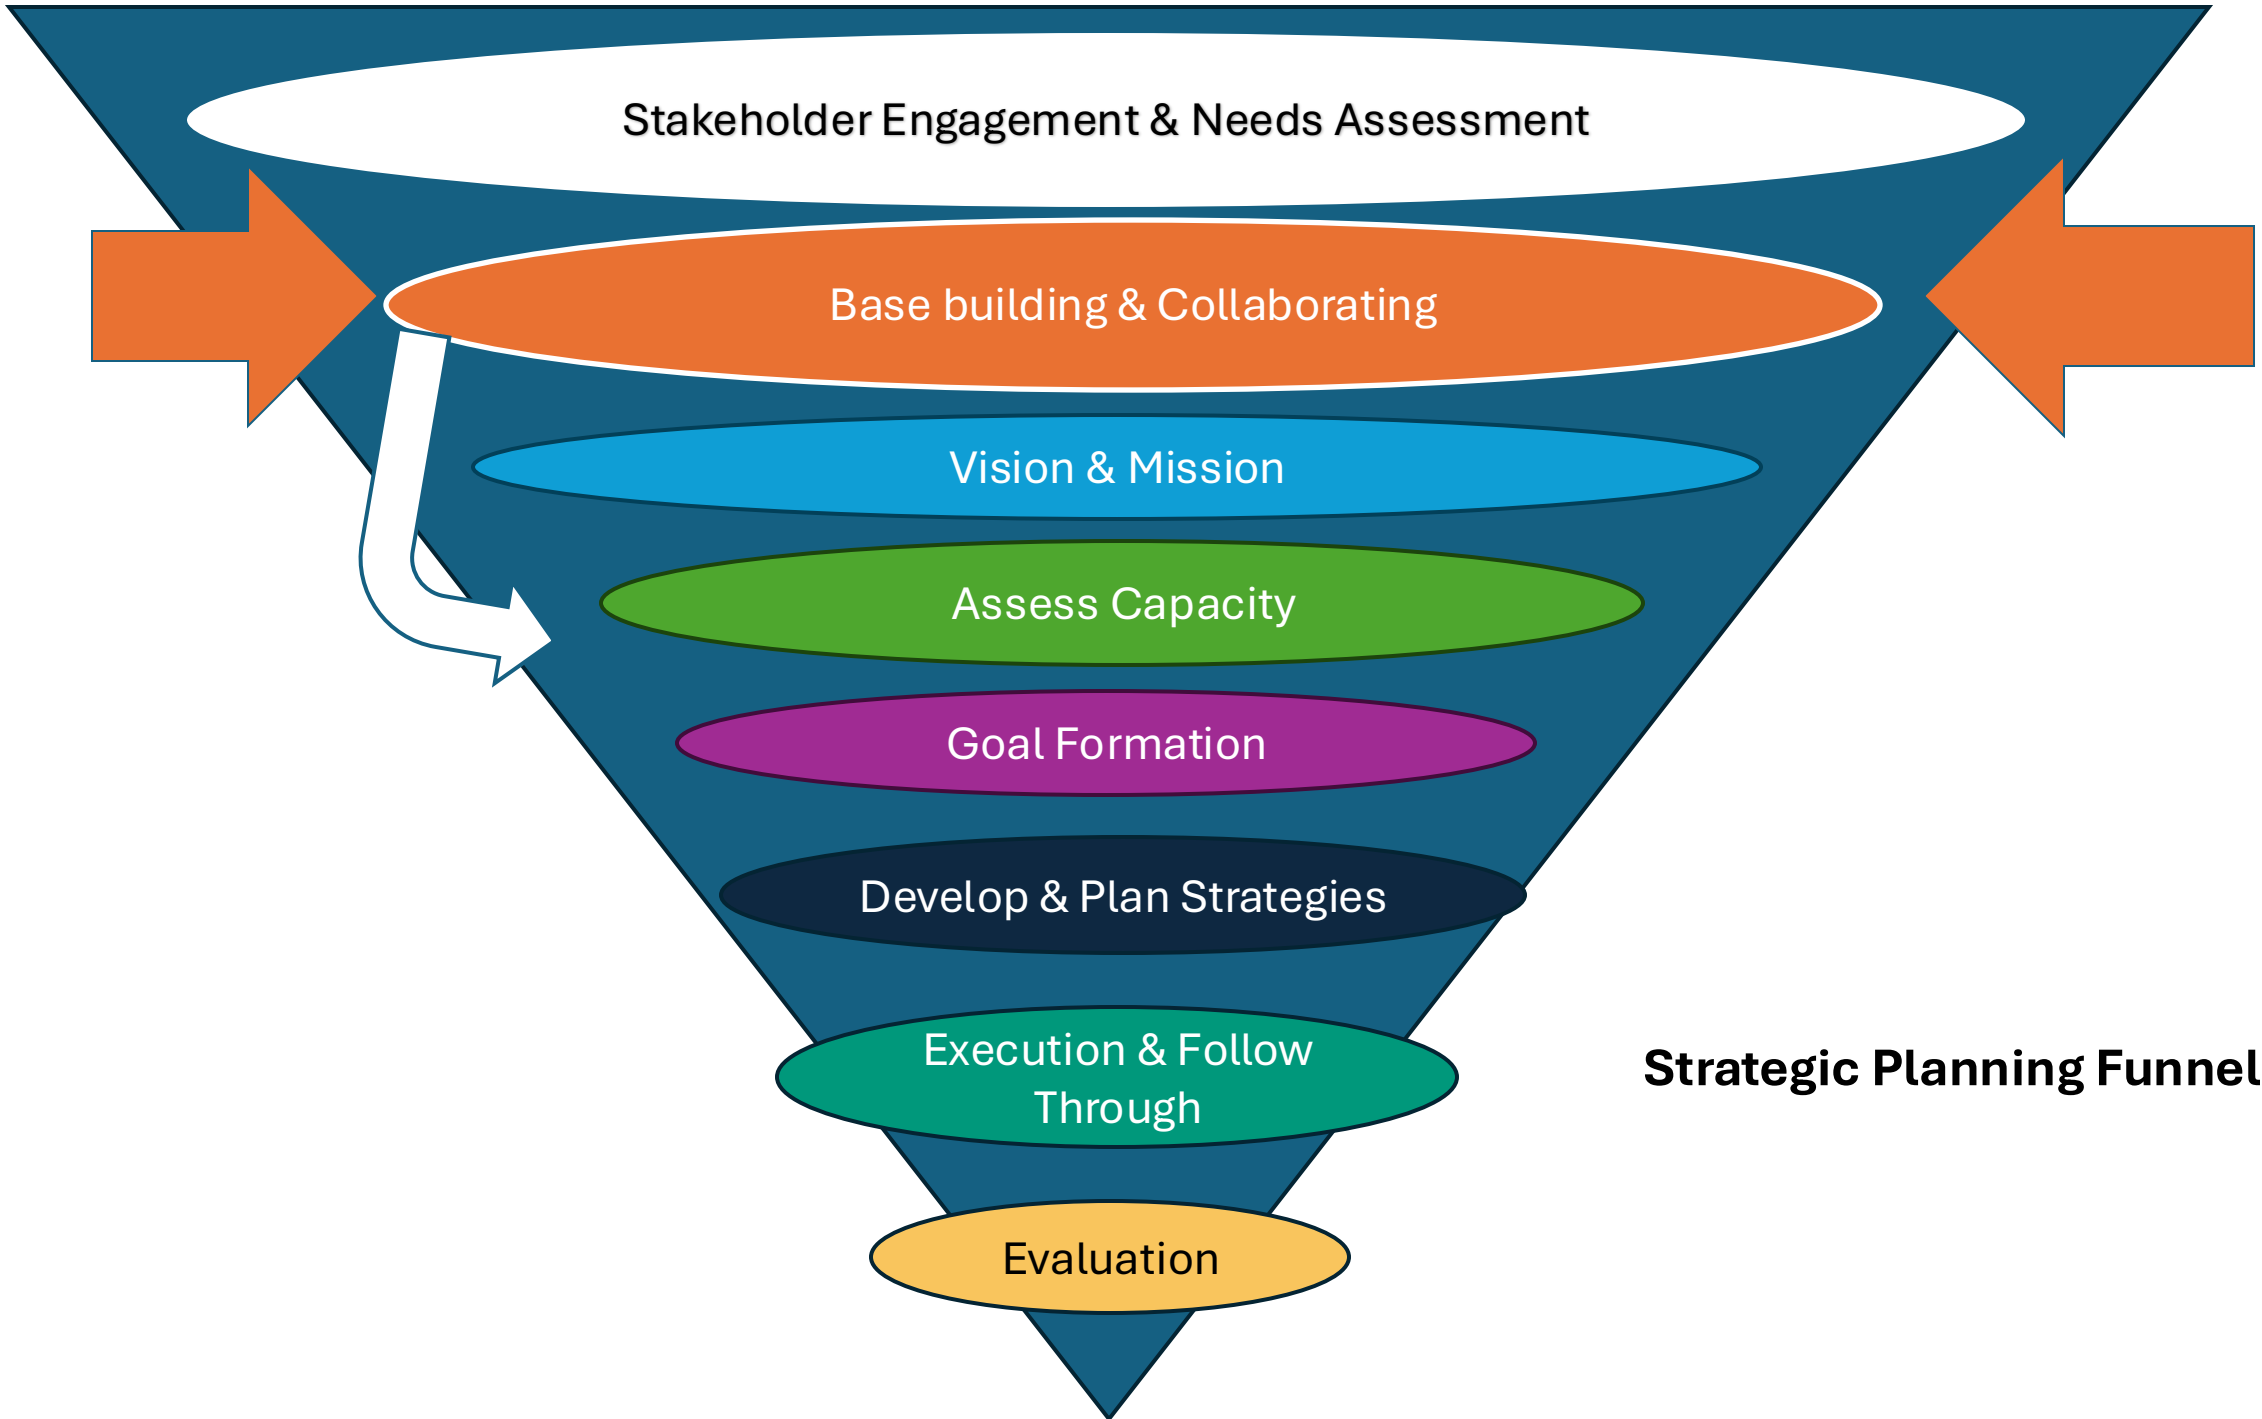 Stakeholder Engagement & Needs Assessment
Base building & Collaborating
Vision & Mission
Assess Capacity
Goal Formation
Develop & Plan Strategies
Execution & Follow
Through
Strategic Planning Funnel
Evaluation